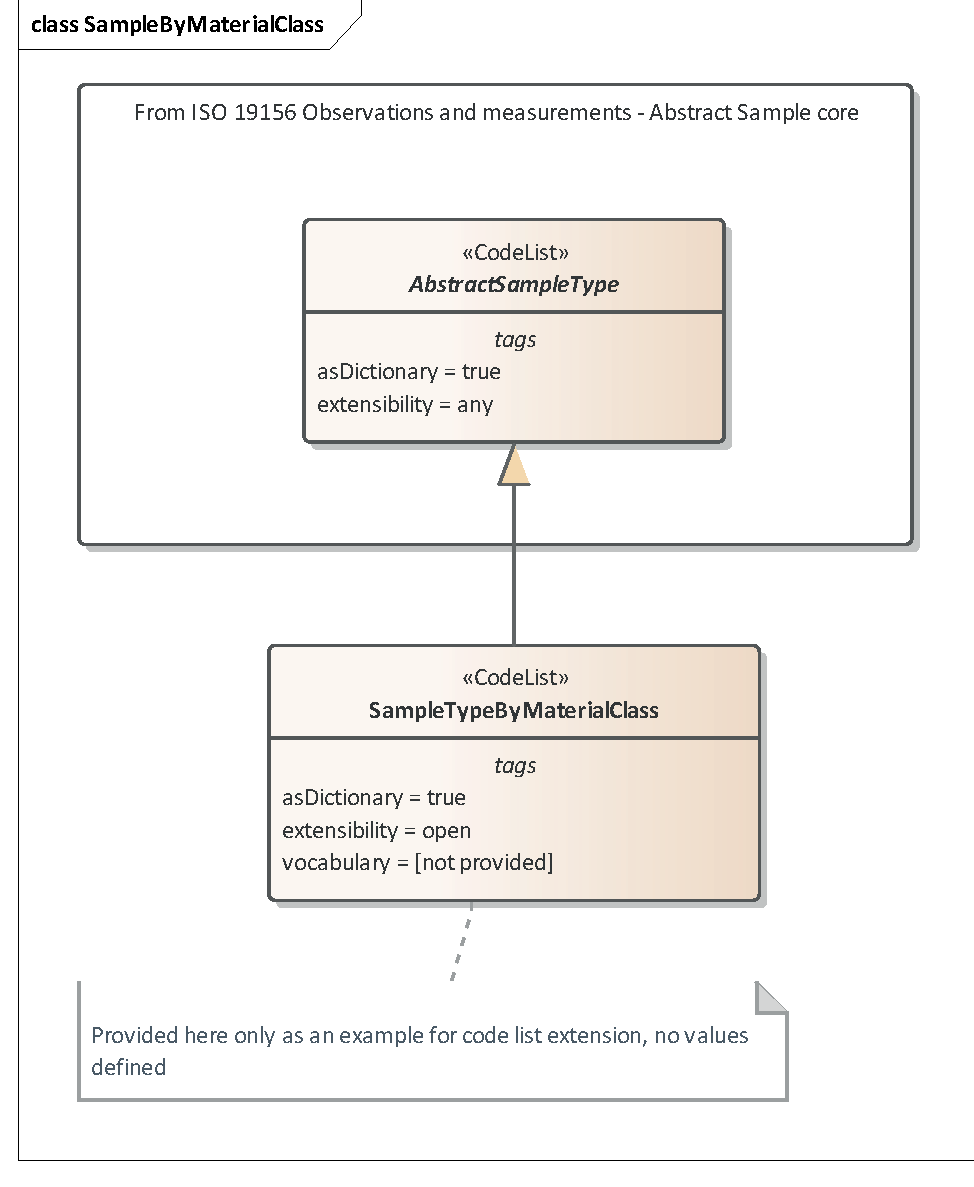 class SampleByMaterialClass
From ISO 19156 Observations and measurements - Abstract Sample core
«CodeList»
AbstractSampleType
tags
asDictionary = true
extensibility = any
«CodeList»
SampleTypeByMaterialClass
tags
asDictionary = true
extensibility = open
vocabulary = [not provided]
Provided here only as an example for code list extension, no values
defined